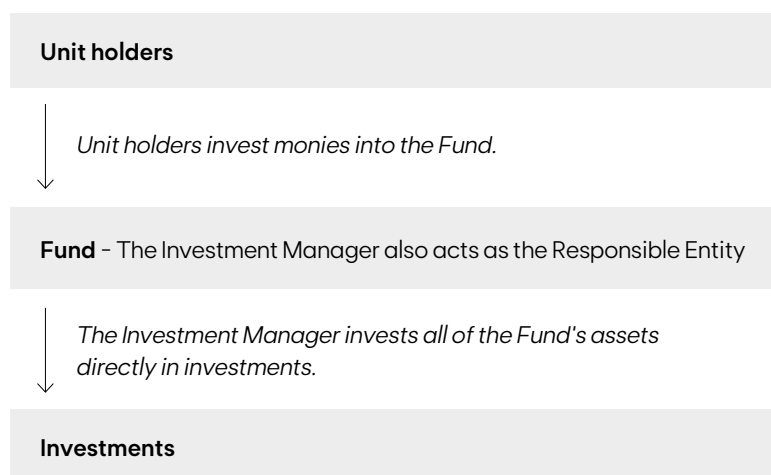 Unit holders
Unit holders invest monies into the Fund.
Fund - The Investment Manager also acts as the Responsible Entity
The Investment Manager invests all of the Fund's assets
directly in investments.
Investments